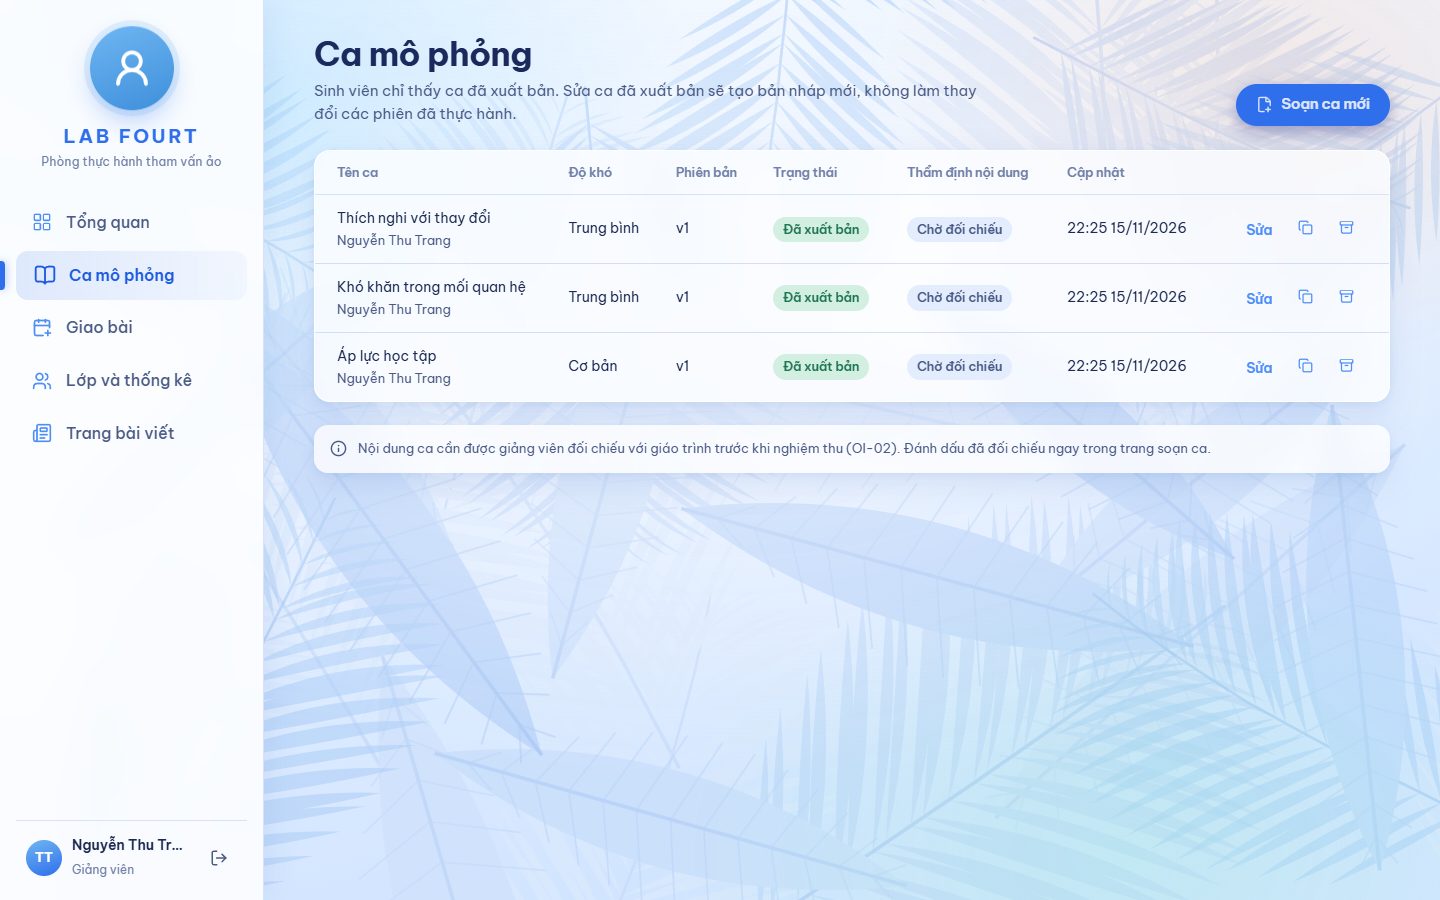 LAB FOURT
Phòng thực hành tham vấn ảo
Tổng quan
Ca mô phỏng
Giao bài
Lớp và thống kê
Trang bài viết
TT
Nguyễn Thu Tr...
Giảng viên
Ca mô phỏng
Sinh viên chỉ thấy ca đã xuất bản. Sửa ca đã xuất bản sẽ tạo bản nháp mới, không làm thay
đổi các phiên đã thực hành.
Soạn ca mới
Tên ca Độ khó Phiên bản Trạng thái Thẩm định nội dung Cập nhật
Thích nghi với thay đổi
Nguyễn Thu Trang
Trung bình v1 Đã xuất bản Chờ đối chiếu 22:25 15/11/2026 Sửa
Khó khăn trong mối quan hệ
Nguyễn Thu Trang
Trung bình v1 Đã xuất bản Chờ đối chiếu 22:25 15/11/2026 Sửa
Áp lực học tập
Nguyễn Thu Trang
Cơ bản v1 Đã xuất bản Chờ đối chiếu 22:25 15/11/2026 Sửa
Nội dung ca cần được giảng viên đối chiếu với giáo trình trước khi nghiệm thu (OI-02). Đánh dấu đã đối chiếu ngay trong trang soạn ca.